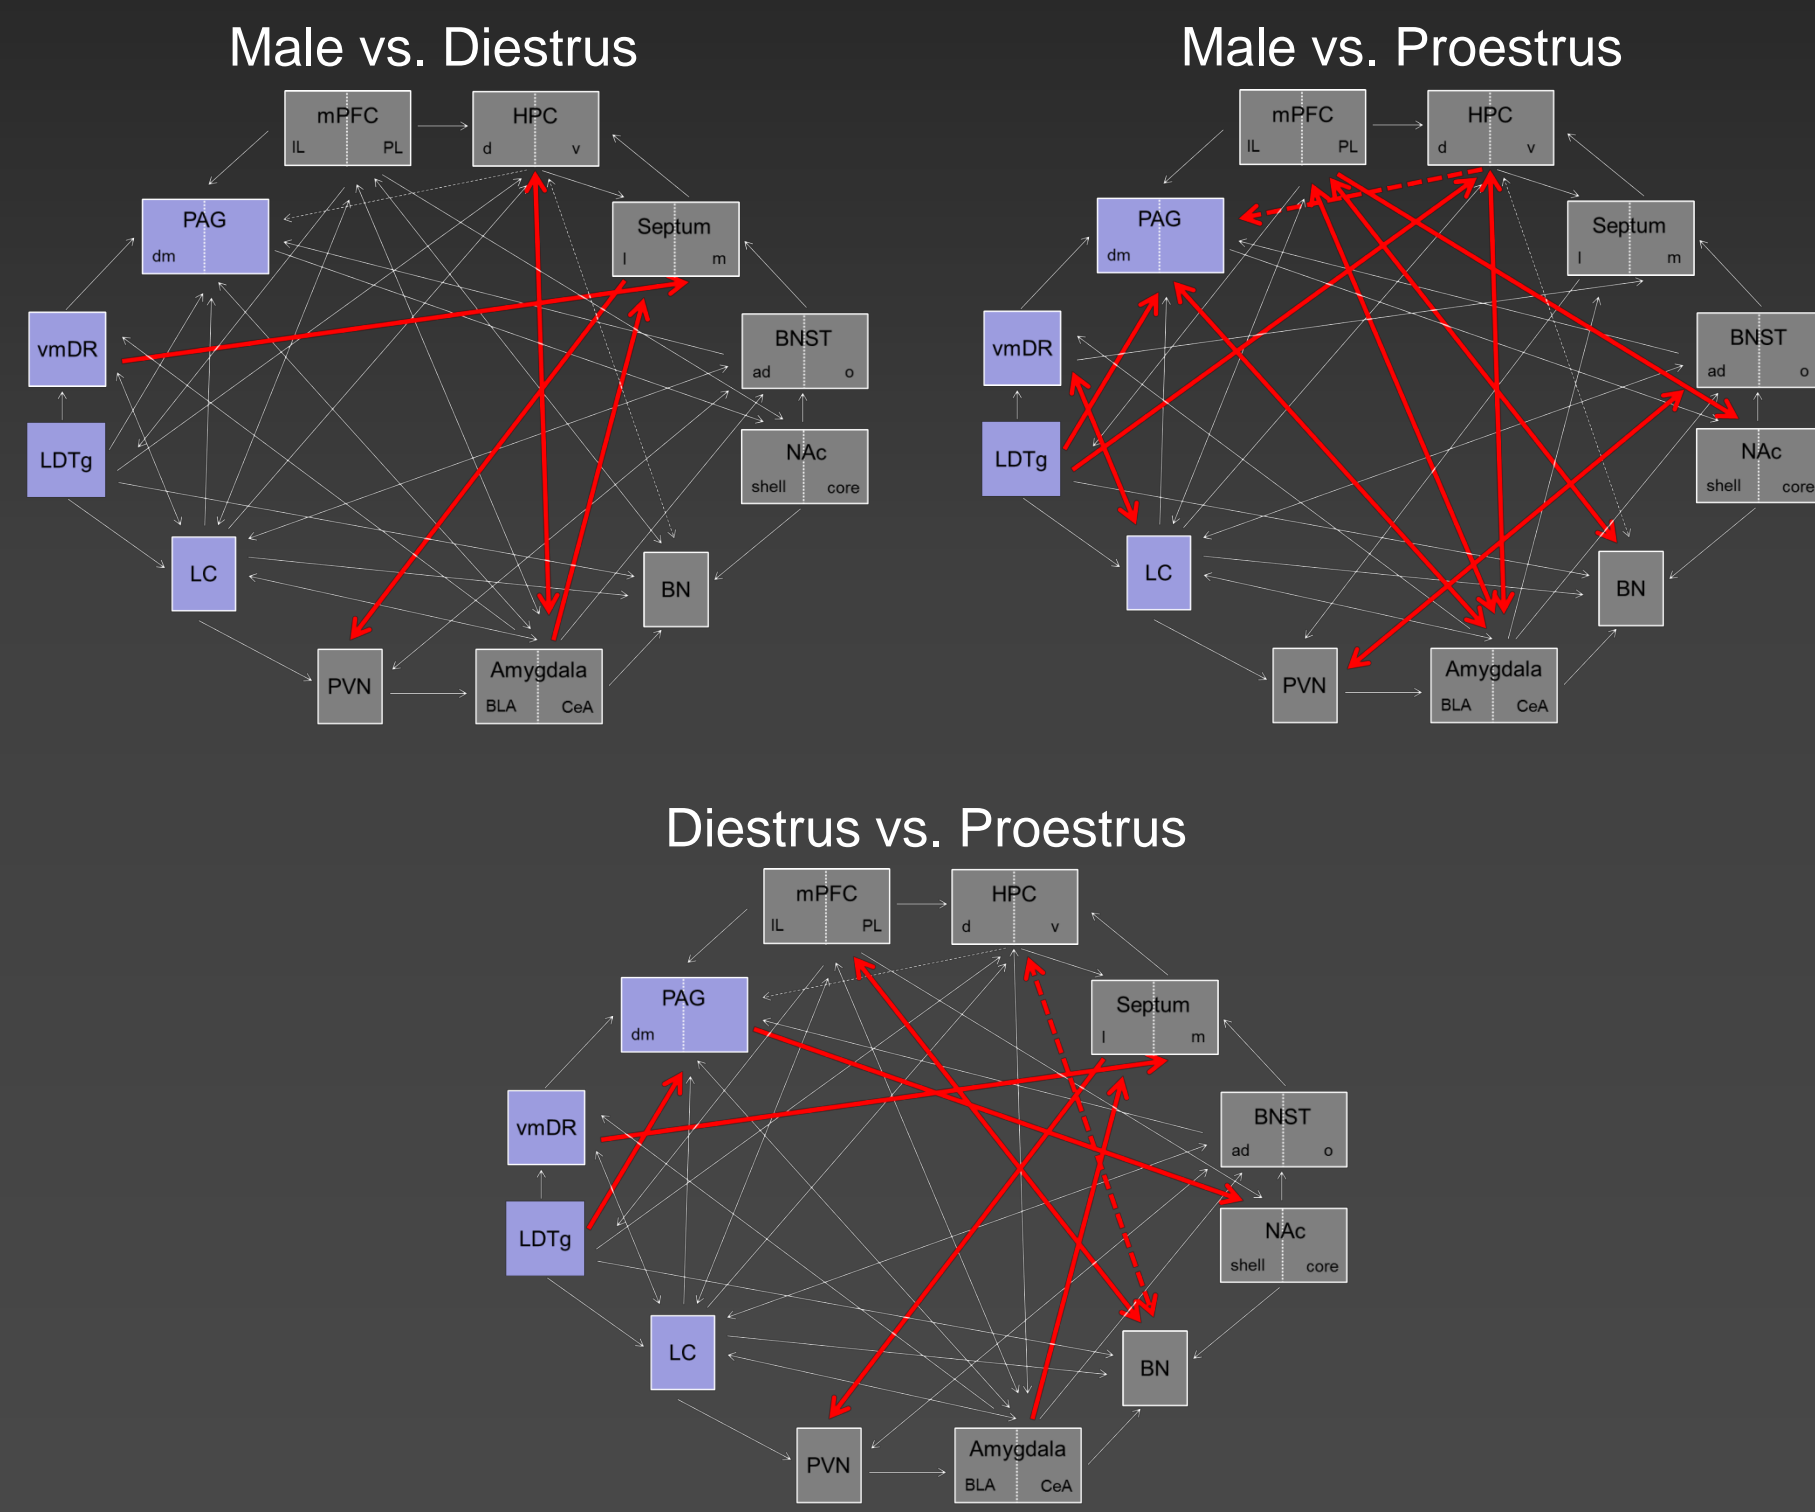 Male vs. Diestrus
mPFC
IL PL
HPC
d v
PAG
dm
Septum
l m
vmDR
BNST
ad o
LDTg
NAc
shell core
LC
BN
PVN
Amygdala
BLA CeA
Male vs. Proestrus
mPFC
IL PL
HPC
d v
PAG
dm
Septum
l m
vmDR
BNST
ad o
LDTg
NAc
shell core
LC
BN
PVN
Amygdala
BLA CeA
Diestrus vs. Proestrus
mPFC
IL PL
HPC
d v
PAG
dm
Septum
l m
vmDR
BNST
ad o
LDTg
NAc
shell core
LC
BN
PVN
Amygdala
BLA CeA